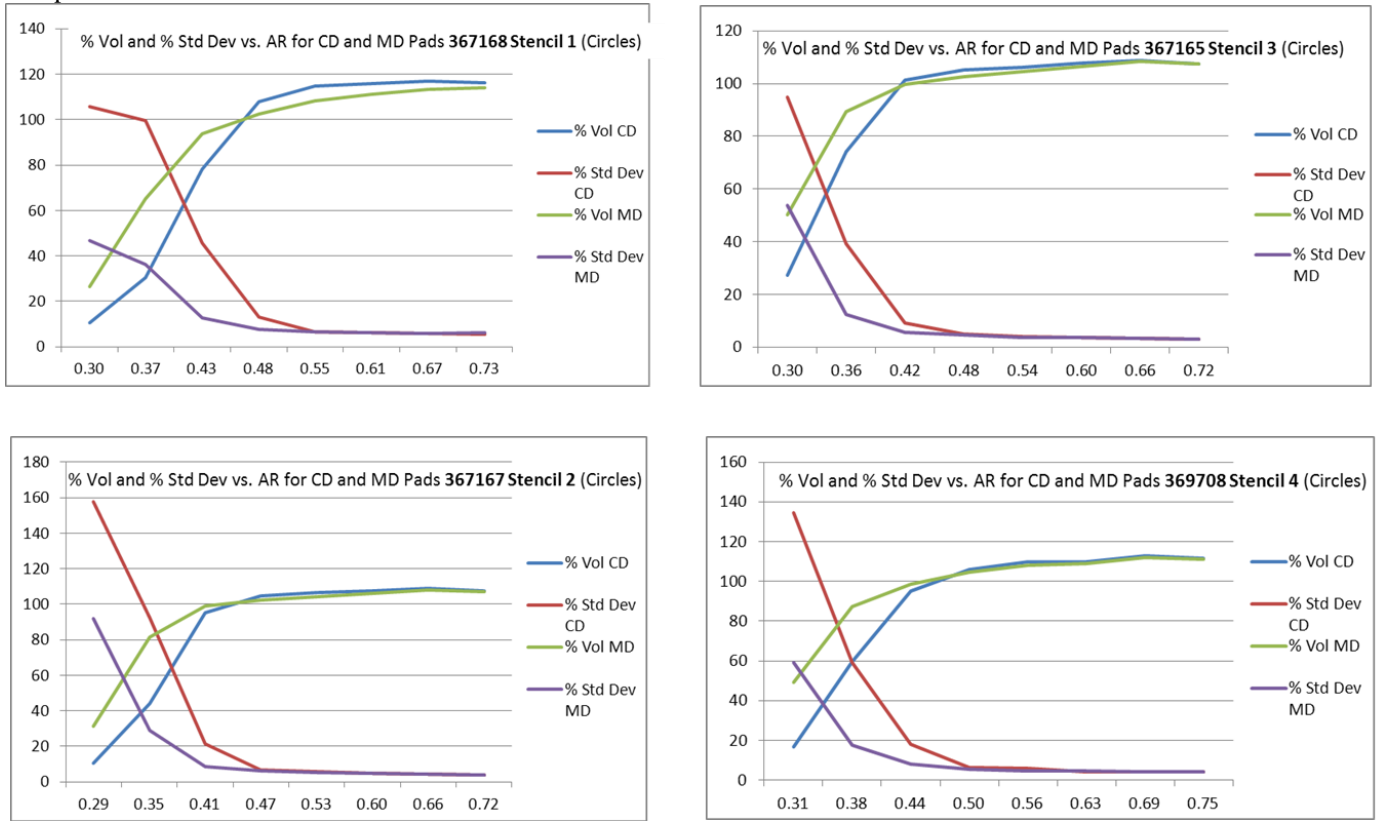 % Vol and % Std Dev vs. AR for CD and MD Pads 367168 Stencil 1 (Circles)
140
120
100
80
60
40
20
0
0.30 0.37 0.43 0.48 0.55 0.61 0.67 0.73
% Vol CD
% Std Dev
CD
% Vol MD
% Std Dev
MD
% Vol and % Std Dev vs. AR for CD and MD Pads 367165 Stencil 3 (Circles)
120
100
80
60
40
20
0
0.30 0.36 0.42 0.48 0.54 0.60 0.66 0.72
% Vol CD
% Std Dev
CD
% Vol MD
% Std Dev
MD
% Vol and % Std Dev vs. AR for CD and MD Pads 367167 Stencil 2 (Circles)
180
160
140
120
100
80
60
40
20
0
0.29 0.35 0.41 0.47 0.53 0.60 0.66 0.72
% Vol CD
% Std Dev
CD
% Vol MD
% Std Dev
MD
% Vol and % Std Dev vs. AR for CD and MD Pads 369708 Stencil 4 (Circles)
160
140
120
100
80
60
40
20
0
0.31 0.38 0.44 0.50 0.56 0.63 0.69 0.75
% Vol CD
% Std Dev
CD
% Vol MD
% Std Dev
MD